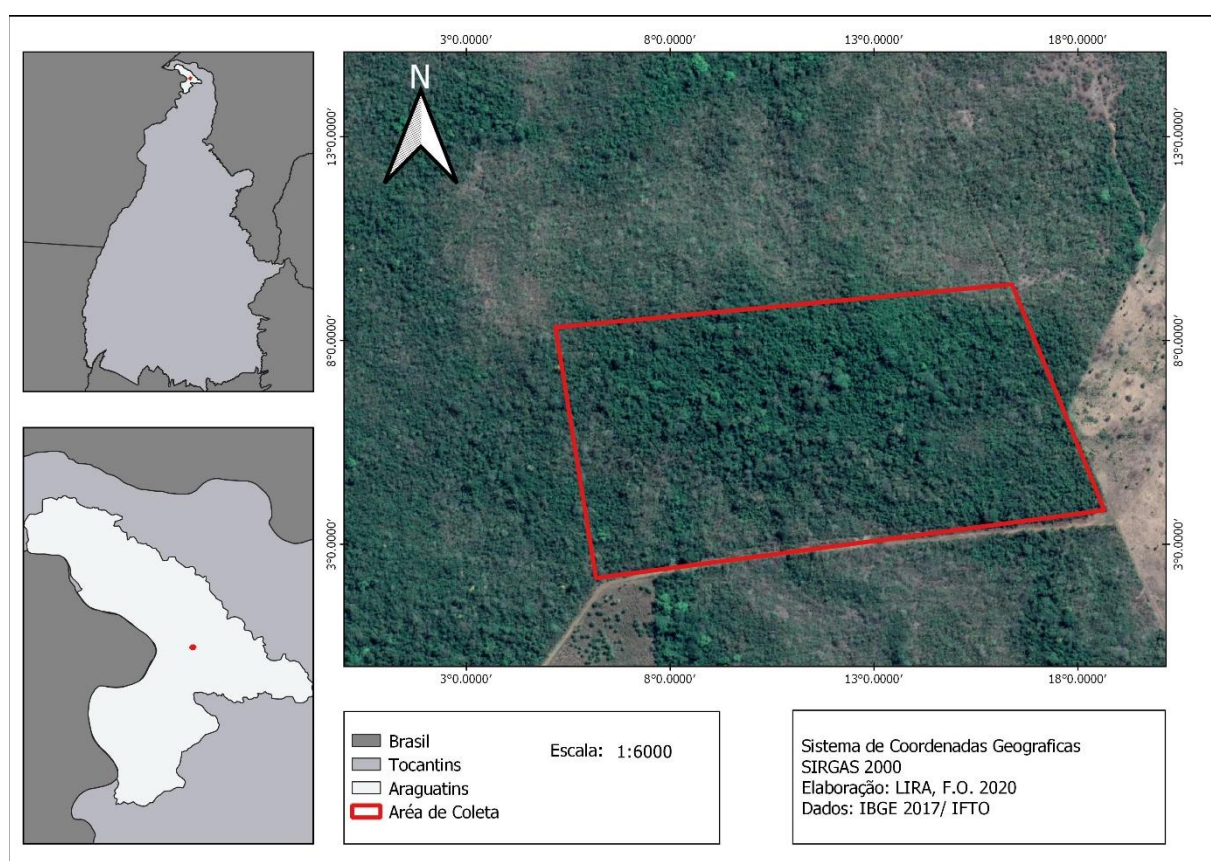 3°0.0000' 8°0.0000' 13°0.0000' 18°0.0000'
N
13°0.0000' 13°0.0000'
8°0.0000' 8°0.0000'
3°0.0000' 3°0.0000'
3°0.0000' 8°0.0000' 13°0.0000' 18°0.0000'
Brasil
Tocantins
Araguatins
Aréa de Coleta
Escala: 1:6000
Sistema de Coordenadas Geograficas
SIRGAS 2000
Elaboração: LIRA, F.O. 2020
Dados: IBGE 2017/ IFTO